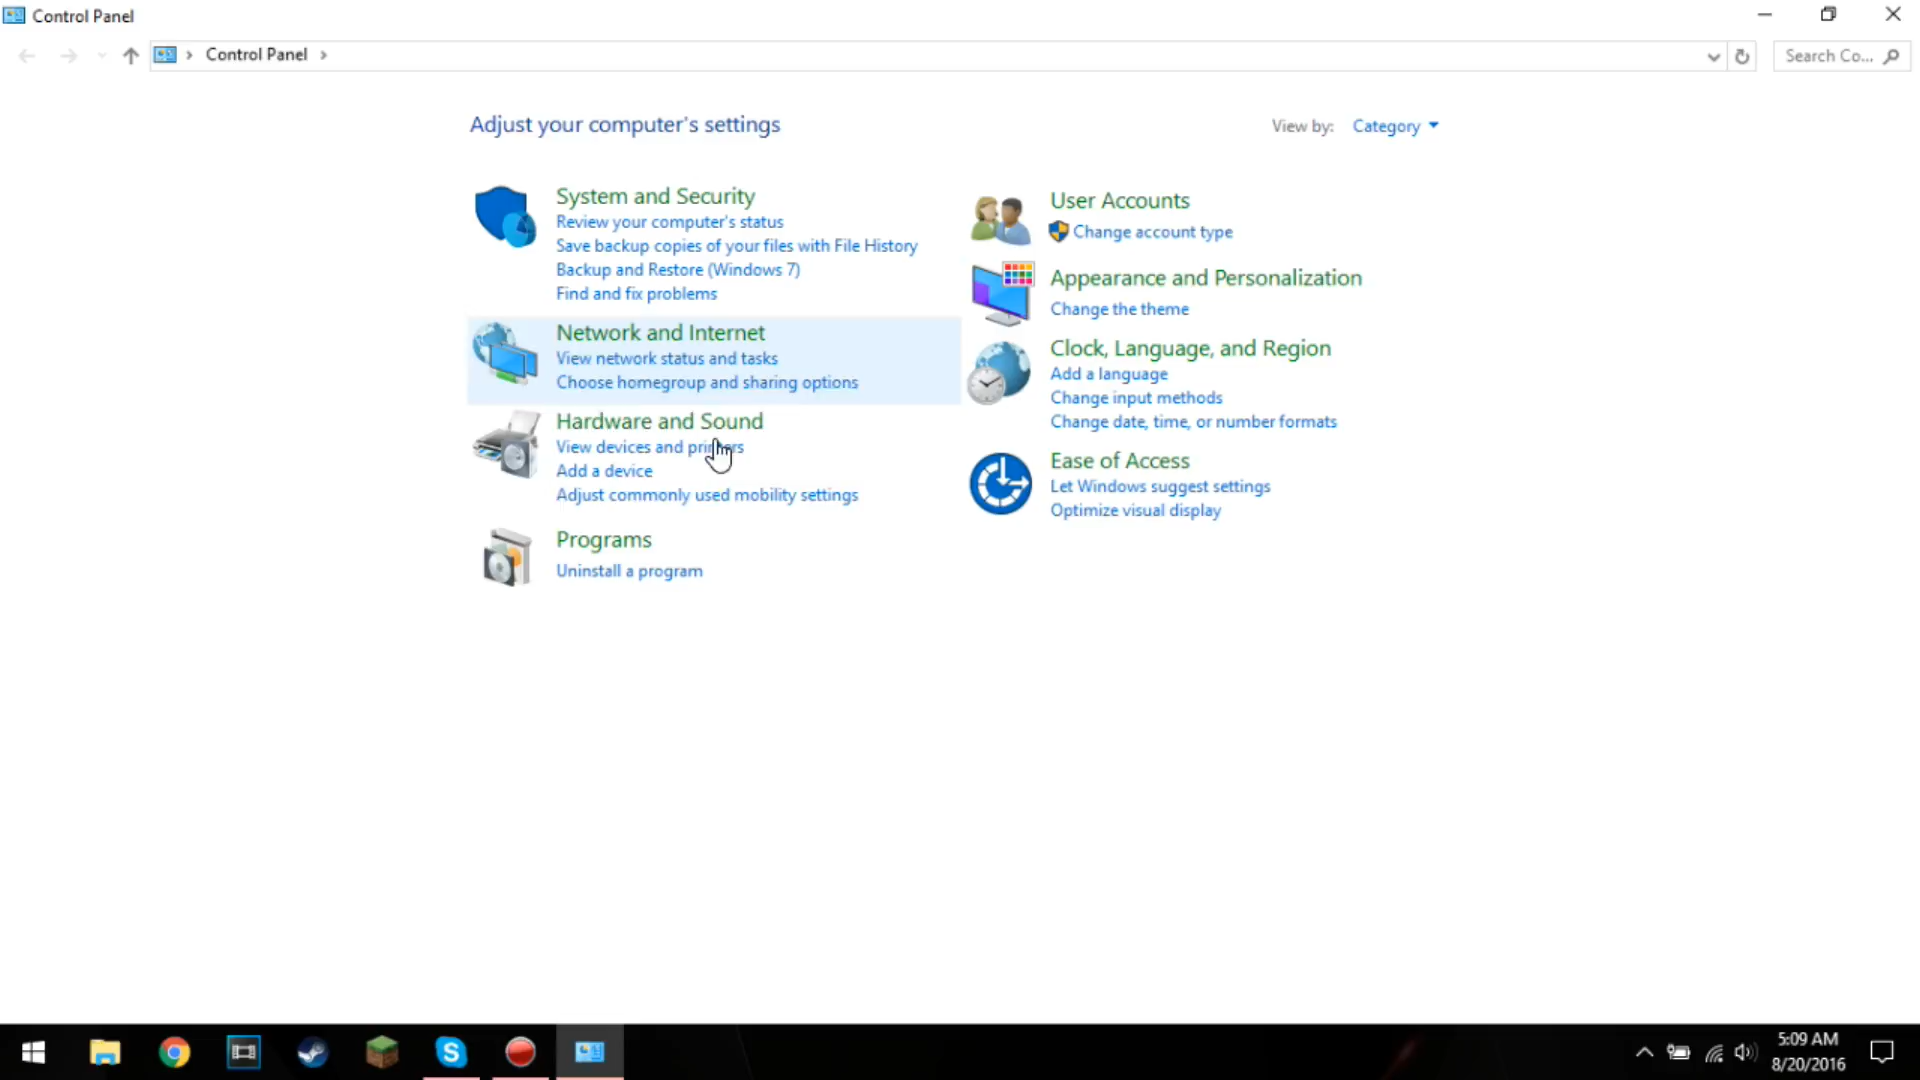 Control Panel
Control Panel
Search Co...
Adjust your computer's settings
View by: Category
System and Security
Review your computer's status
Save backup copies of your files with File History
Backup and Restore (Windows 7)
Find and fix problems
Network and Internet
View network status and tasks
Choose homegroup and sharing options
Hardware and Sound
View devices and printers
Add a device
Adjust commonly used mobility settings
Programs
Uninstall a program
User Accounts
Change account type
Appearance and Personalization
Change the theme
Clock, Language, and Region
Add a language
Change input methods
Change date, time, or number formats
Ease of Access
Let Windows suggest settings
Optimize visual display
5:09 AM
8/20/2016